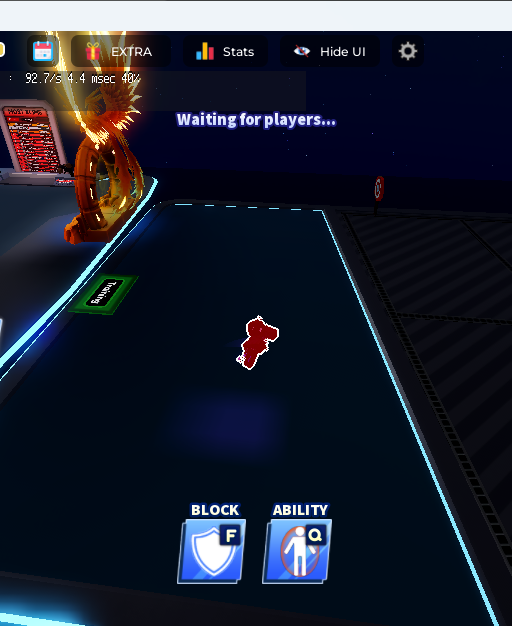 EXTRA
Stats
Hide UI
: 92.7/s 4.4 msec 40%
Waiting for players...
Training
BLOCK
ABILITY
F
Q